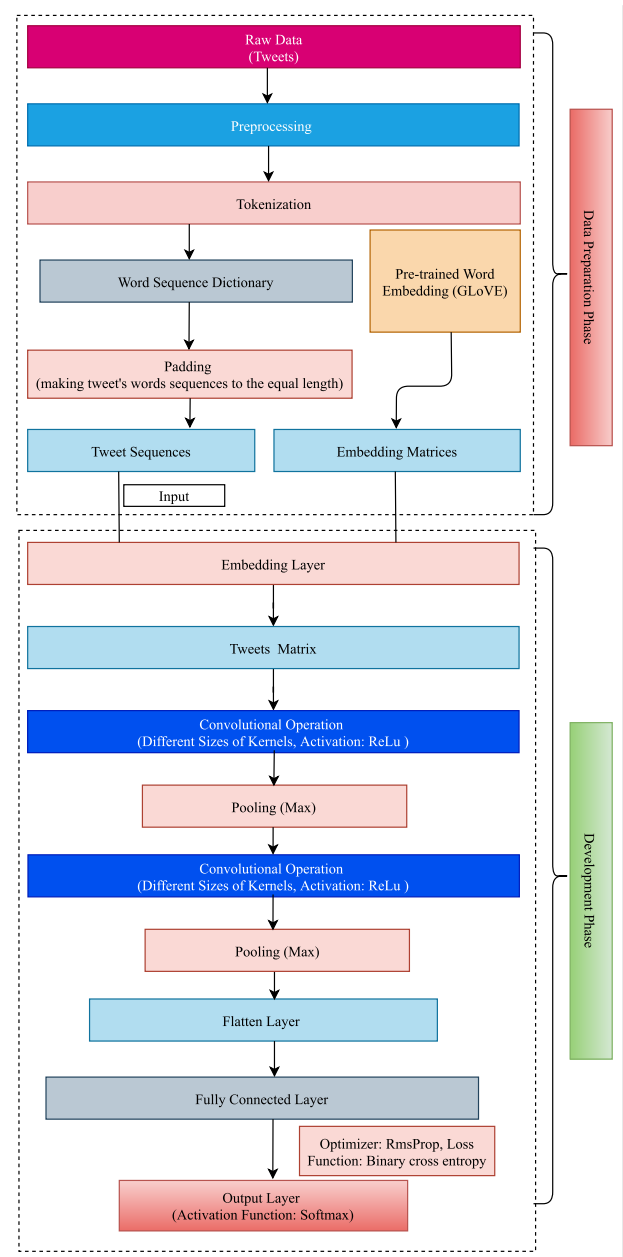 Raw Data
(Tweets)
Preprocessing
Tokenization
Word Sequence Dictionary
Pre-trained Word
Embedding (GLoVE)
Padding
(making tweet's words sequences to the equal length)
Tweet Sequences
Embedding Matrices
Input
Data Preparation Phase
Embedding Layer
Tweets Matrix
Convolutional Operation
(Different Sizes of Kernels, Activation: ReLu )
Pooling (Max)
Convolutional Operation
(Different Sizes of Kernels, Activation: ReLu )
Pooling (Max)
Flatten Layer
Fully Connected Layer
Optimizer: RmsProp, Loss
Function: Binary cross entropy
Output Layer
(Activation Function: Softmax)
Development Phase